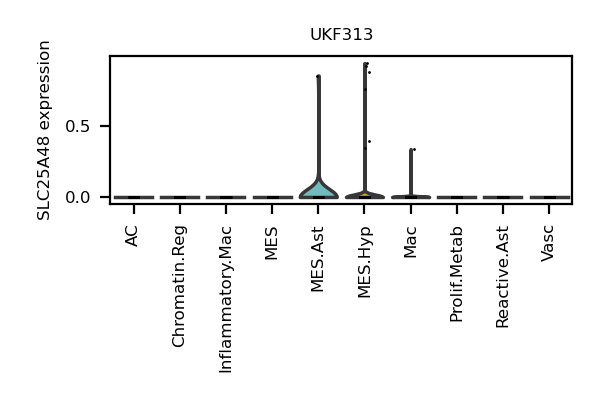 UKF313
SLC25A48 expression
0.5
0.0
AC
Chromatin.Reg
Inflammatory.Mac
MES
MES.Ast
MES.Hyp
Mac
Prolif.Metab
Reactive.Ast
Vasc